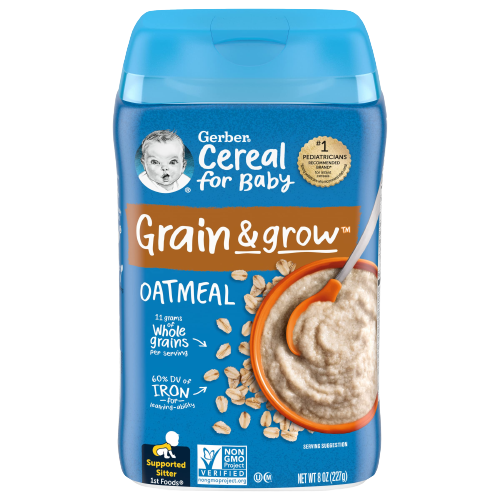 Gerber®
Cereal
for Baby
®
#1
PEDIATRICIANS
RECOMMENDED
BRAND*
Grain & grow™
OATMEAL
11 grams
of
Whole
grains
per serving
60% DV of
IRON
-for-
learning-ability
SERVING SUGGESTION
Supported
Sitter
1st Foods®
NON
GMO
Project
VERIFIED
nongmoproject.org
U
NET WT 8 OZ (227g)